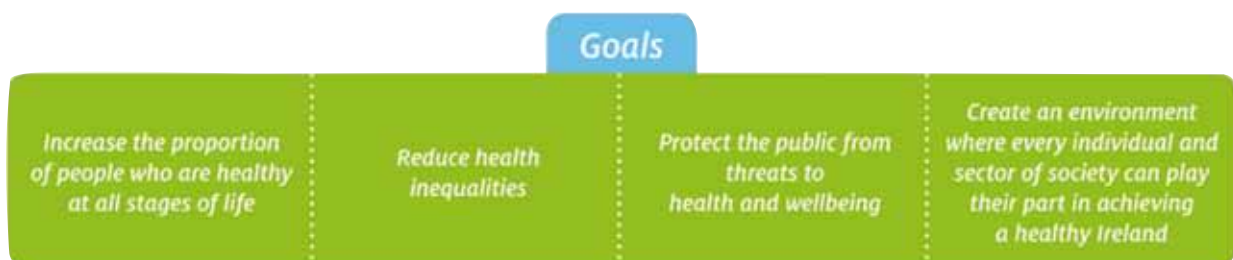 Goals
Increase the proportion
of people who are healthy
at all stages of life
Reduce health
inequalities
Protect the public from
threats to
health and wellbeing
Create an environment
where every individual and
sector of society can play
their part in achieving
a healthy Ireland